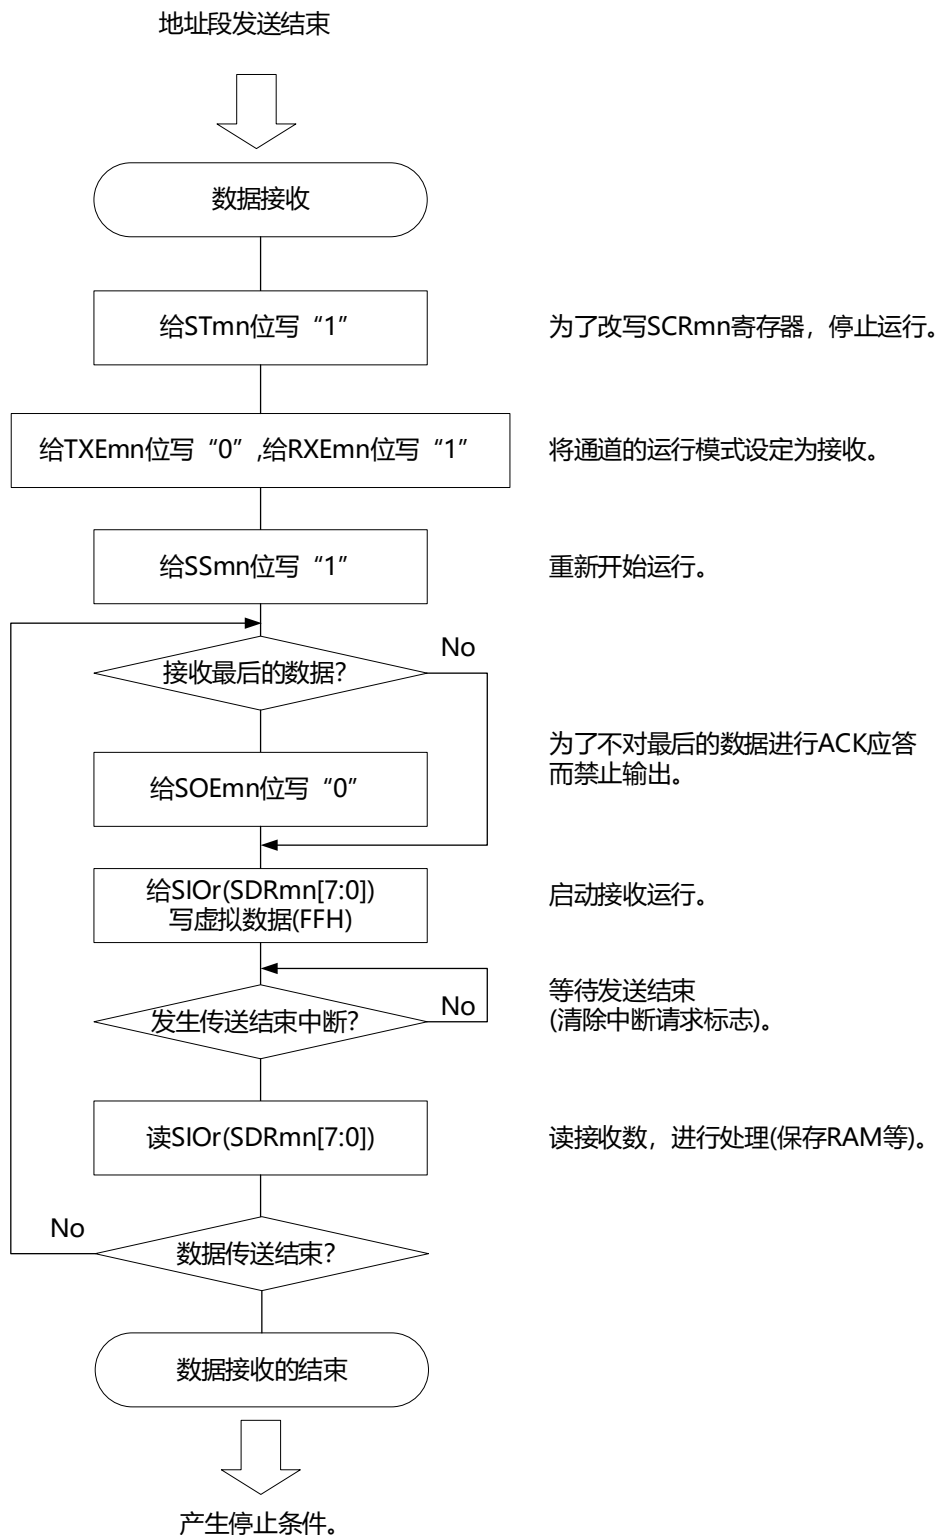 地址段发送结束
数据接收
给STmn位写“1”
为了改写SCRmn寄存器，停止运行。
给TXEmn位写“0”,给RXEmn位写“1”
将通道的运行模式设定为接收。
给SSmn位写“1”
重新开始运行。
No
接收最后的数据？
为了不对最后的数据进行ACK应答
而禁止输出。
给SOEmn位写“0”
给SIOr(SDRmn[7:0])
写虚拟数据(FFH)
启动接收运行。
等待发送结束
(清除中断请求标志)。
发生传送结束中断？
No
读SIOr(SDRmn[7:0])
读接收数，进行处理(保存RAM等)。
No
数据传送结束？
数据接收的结束
产生停止条件。